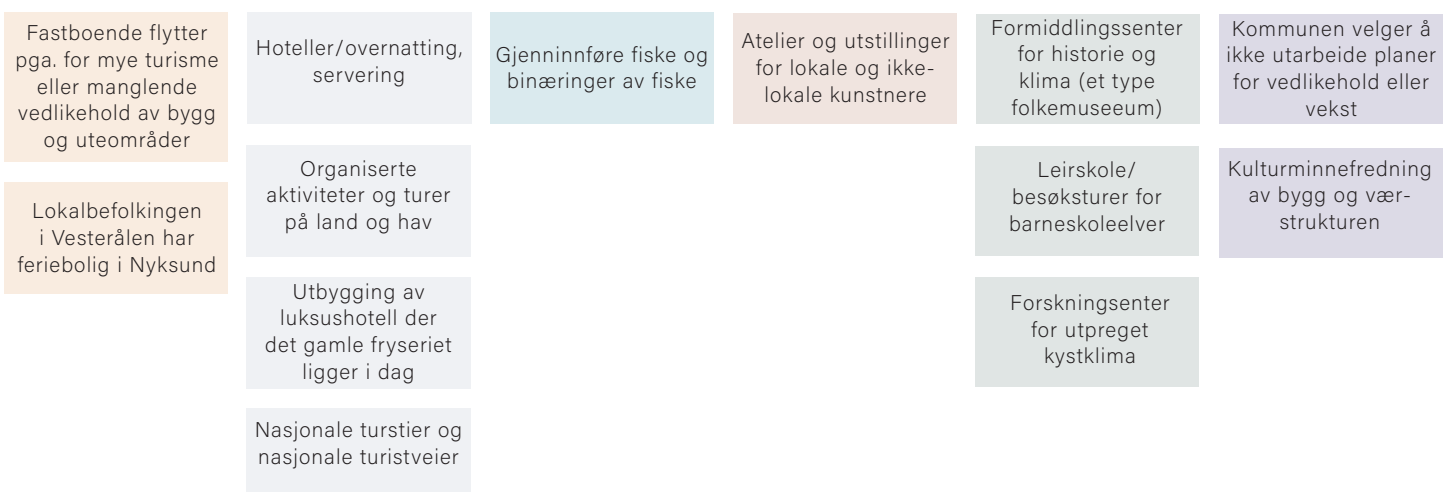 Fastboende flytter
pga. for mye turisme
eller manglende
vedlikehold av bygg
og uteområder
Lokalbefolkingen
i Vesterålen har
feriebolig i Nyksund
Hoteller/overnatting,
servering
Organiserte
aktiviteter og turer
på land og hav
Utbygging av
luksushotell der
det gamle fryseriet
ligger i dag
Nasjonale turstier og
nasjonale turistveier
Gjenninnføre fiske og
binæringer av fiske
Atelier og utstillinger
for lokale og ikke-
lokale kunstnere
Formiddlingssenter
for historie og
klima (et type
folkemuseeum)
Leirskole/
besøksturer for
barneskoleelver
Forskningsenter
for utpreget
kystklima
Kommunen velger å
ikke utarbeide planer
for vedlikehold eller
vekst
Kulturminnefredning
av bygg og vær-
strukturen